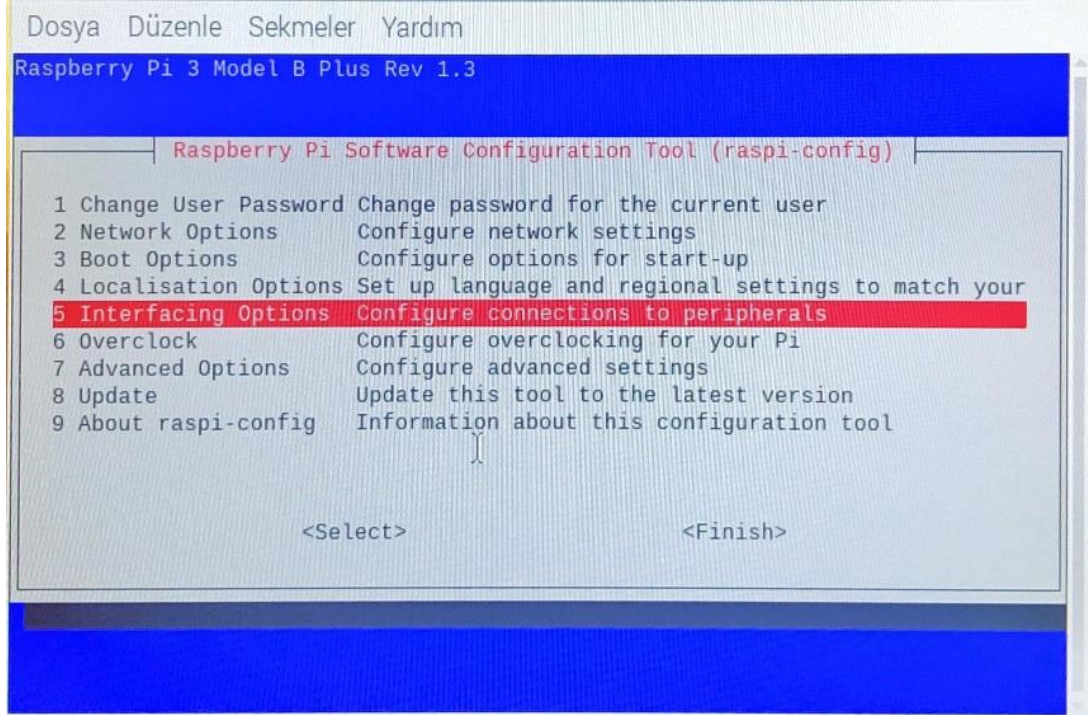 Dosya Düzenle Sekmeler Yardım
Raspberry Pi 3 Model B Plus Rev 1.3
Raspberry Pi Software Configuration Tool (raspi-config)
1 Change User Password Change password for the current user
2 Network Options Configure network settings
3 Boot Options Configure options for start-up
4 Localisation Options Set up language and regional settings to match your
5 Interfacing Options Configure connections to peripherals
6 Overclock Configure overclocking for your Pi
7 Advanced Options Configure advanced settings
8 Update Update this tool to the latest version
9 About raspi-config Information about this configuration tool
<Select> <Finish>